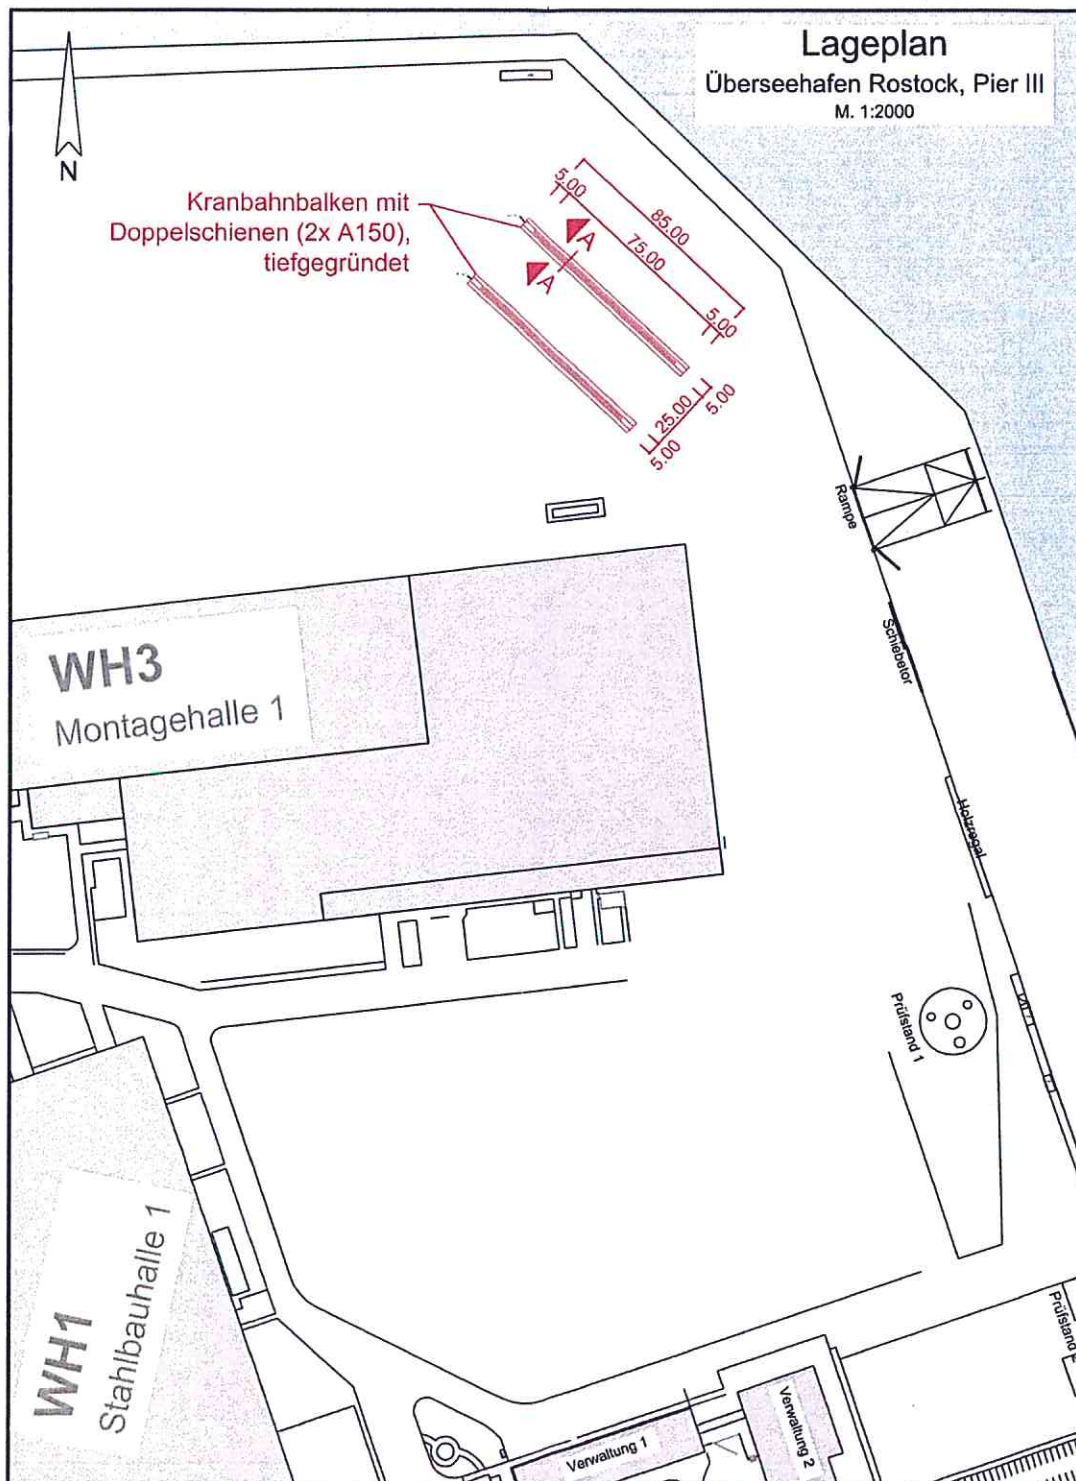 Lageplan
Überseehafen Rostock, Pier III
M. 1:2000
N
Kranbahnbalken mit
Doppelschienen (2x A150),
tiefgegründet
5.00
85.00
75.00
5.00
A
A
25.00
5.00
5.00
Rampe
Schiebetor
WH3
Montagehalle 1
Holzregal
Prüfstand 1
WH1
Stahlbauhalle 1
Prüfstand
Verwaltung 1
Verwaltung 2